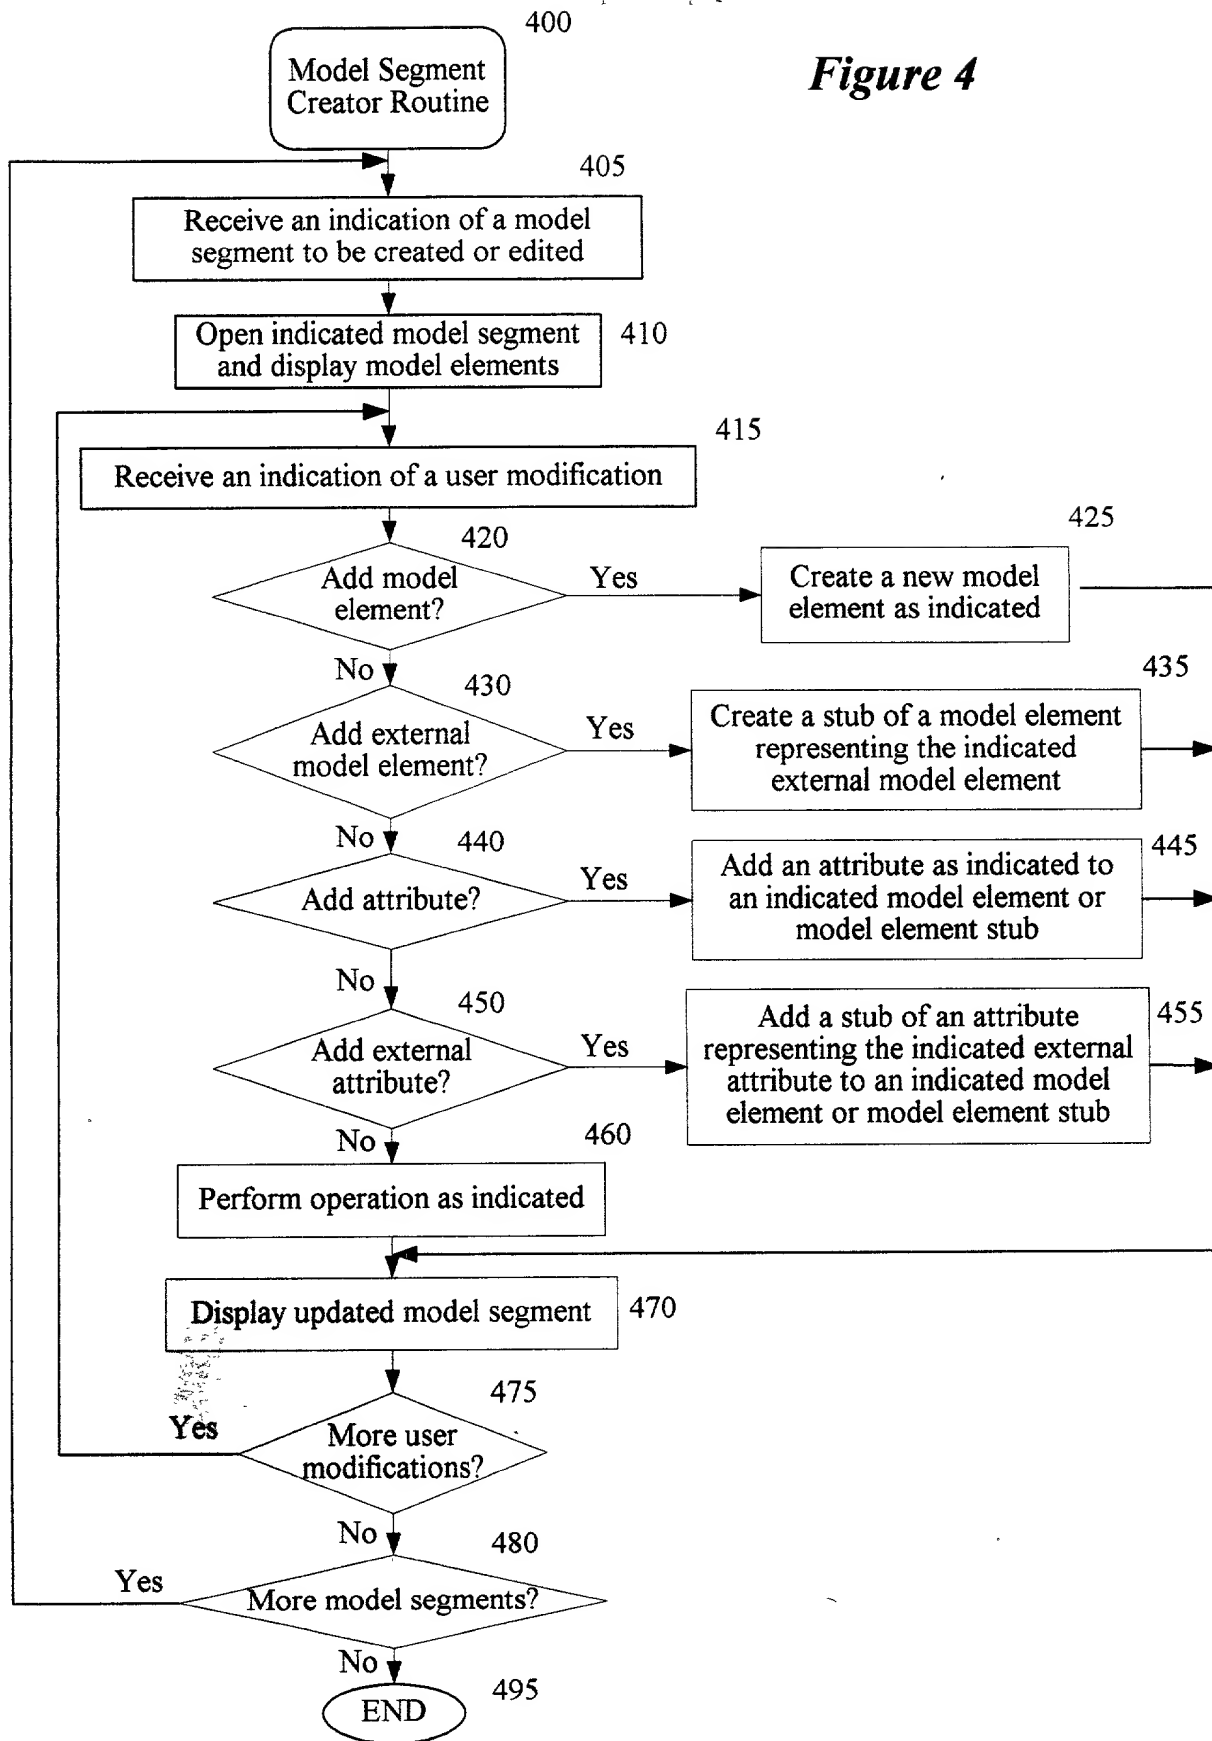 400
Figure 4
Model Segment
Creator Routine
405
Receive an indication of a model
segment to be created or edited
Open indicated model segment
and display model elements
410
415
Receive an indication of a user modification
420
Add model
element?
Yes
425
Create a new model
element as indicated
No
430
Add external
model element?
Yes
435
Create a stub of a model element
representing the indicated
external model element
No
440
Add attribute?
Yes
445
Add an attribute as indicated to
an indicated model element or
model element stub
No
450
Add external
attribute?
Yes
455
Add a stub of an attribute
representing the indicated external
attribute to an indicated model
element or model element stub
No
460
Perform operation as indicated
Display updated model segment
470
475
More user
modifications?
Yes
No
480
More model segments?
Yes
No
495
END